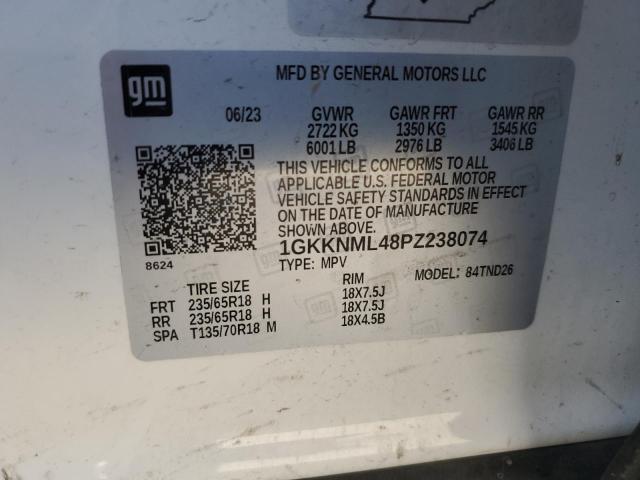 gm
MFD BY GENERAL MOTORS LLC
06/23 GVWR GAWR FRT GAWR RR
2722 KG 1350 KG 1545 KG
6001 LB 2976 LB 3406 LB
THIS VEHICLE CONFORMS TO ALL
APPLICABLE U.S. FEDERAL MOTOR
VEHICLE SAFETY STANDARDS IN EFFECT
ON THE DATE OF MANUFACTURE
SHOWN ABOVE.
1GKKNML48PZ238074
8624
TYPE: MPV MODEL: 84TND26
TIRE SIZE RIM
FRT 235/65R18 H 18X7.5J
RR 235/65R18 H 18X7.5J
SPA T135/70R18 M 18X4.5B